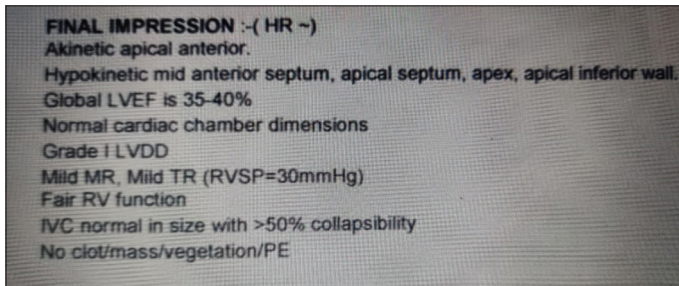 FINAL IMPRESSION :-( HR ~)
Akinetic apical anterior.
Hypokinetic mid anterior septum, apical septum, apex, apical inferior wall.
Global LVEF is 35-40%
Normal cardiac chamber dimensions
Grade I LVDD
Mild MR, Mild TR (RVSP=30mmHg)
Fair RV function
IVC normal in size with >50% collapsibility
No clot/mass/vegetation/PE